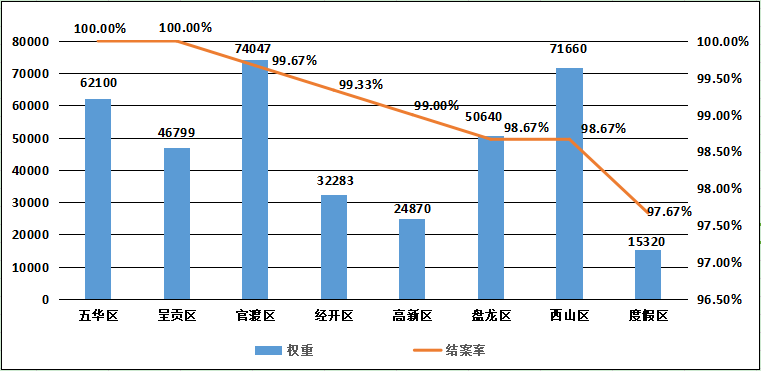 100.00% 100.00%
80000 74047 71660 100.00%
70000 62100 99.67% 99.50%
60000 99.33% 99.00%
50000 46799 99.00% 50640 98.67% 98.67% 98.50%
40000 32283 98.00%
30000 24870 97.67% 97.50%
20000 15320 97.00%
10000
0 96.50%
五华区 呈贡区 官渡区 经开区 高新区 盘龙区 西山区 度假区
权重 结案率